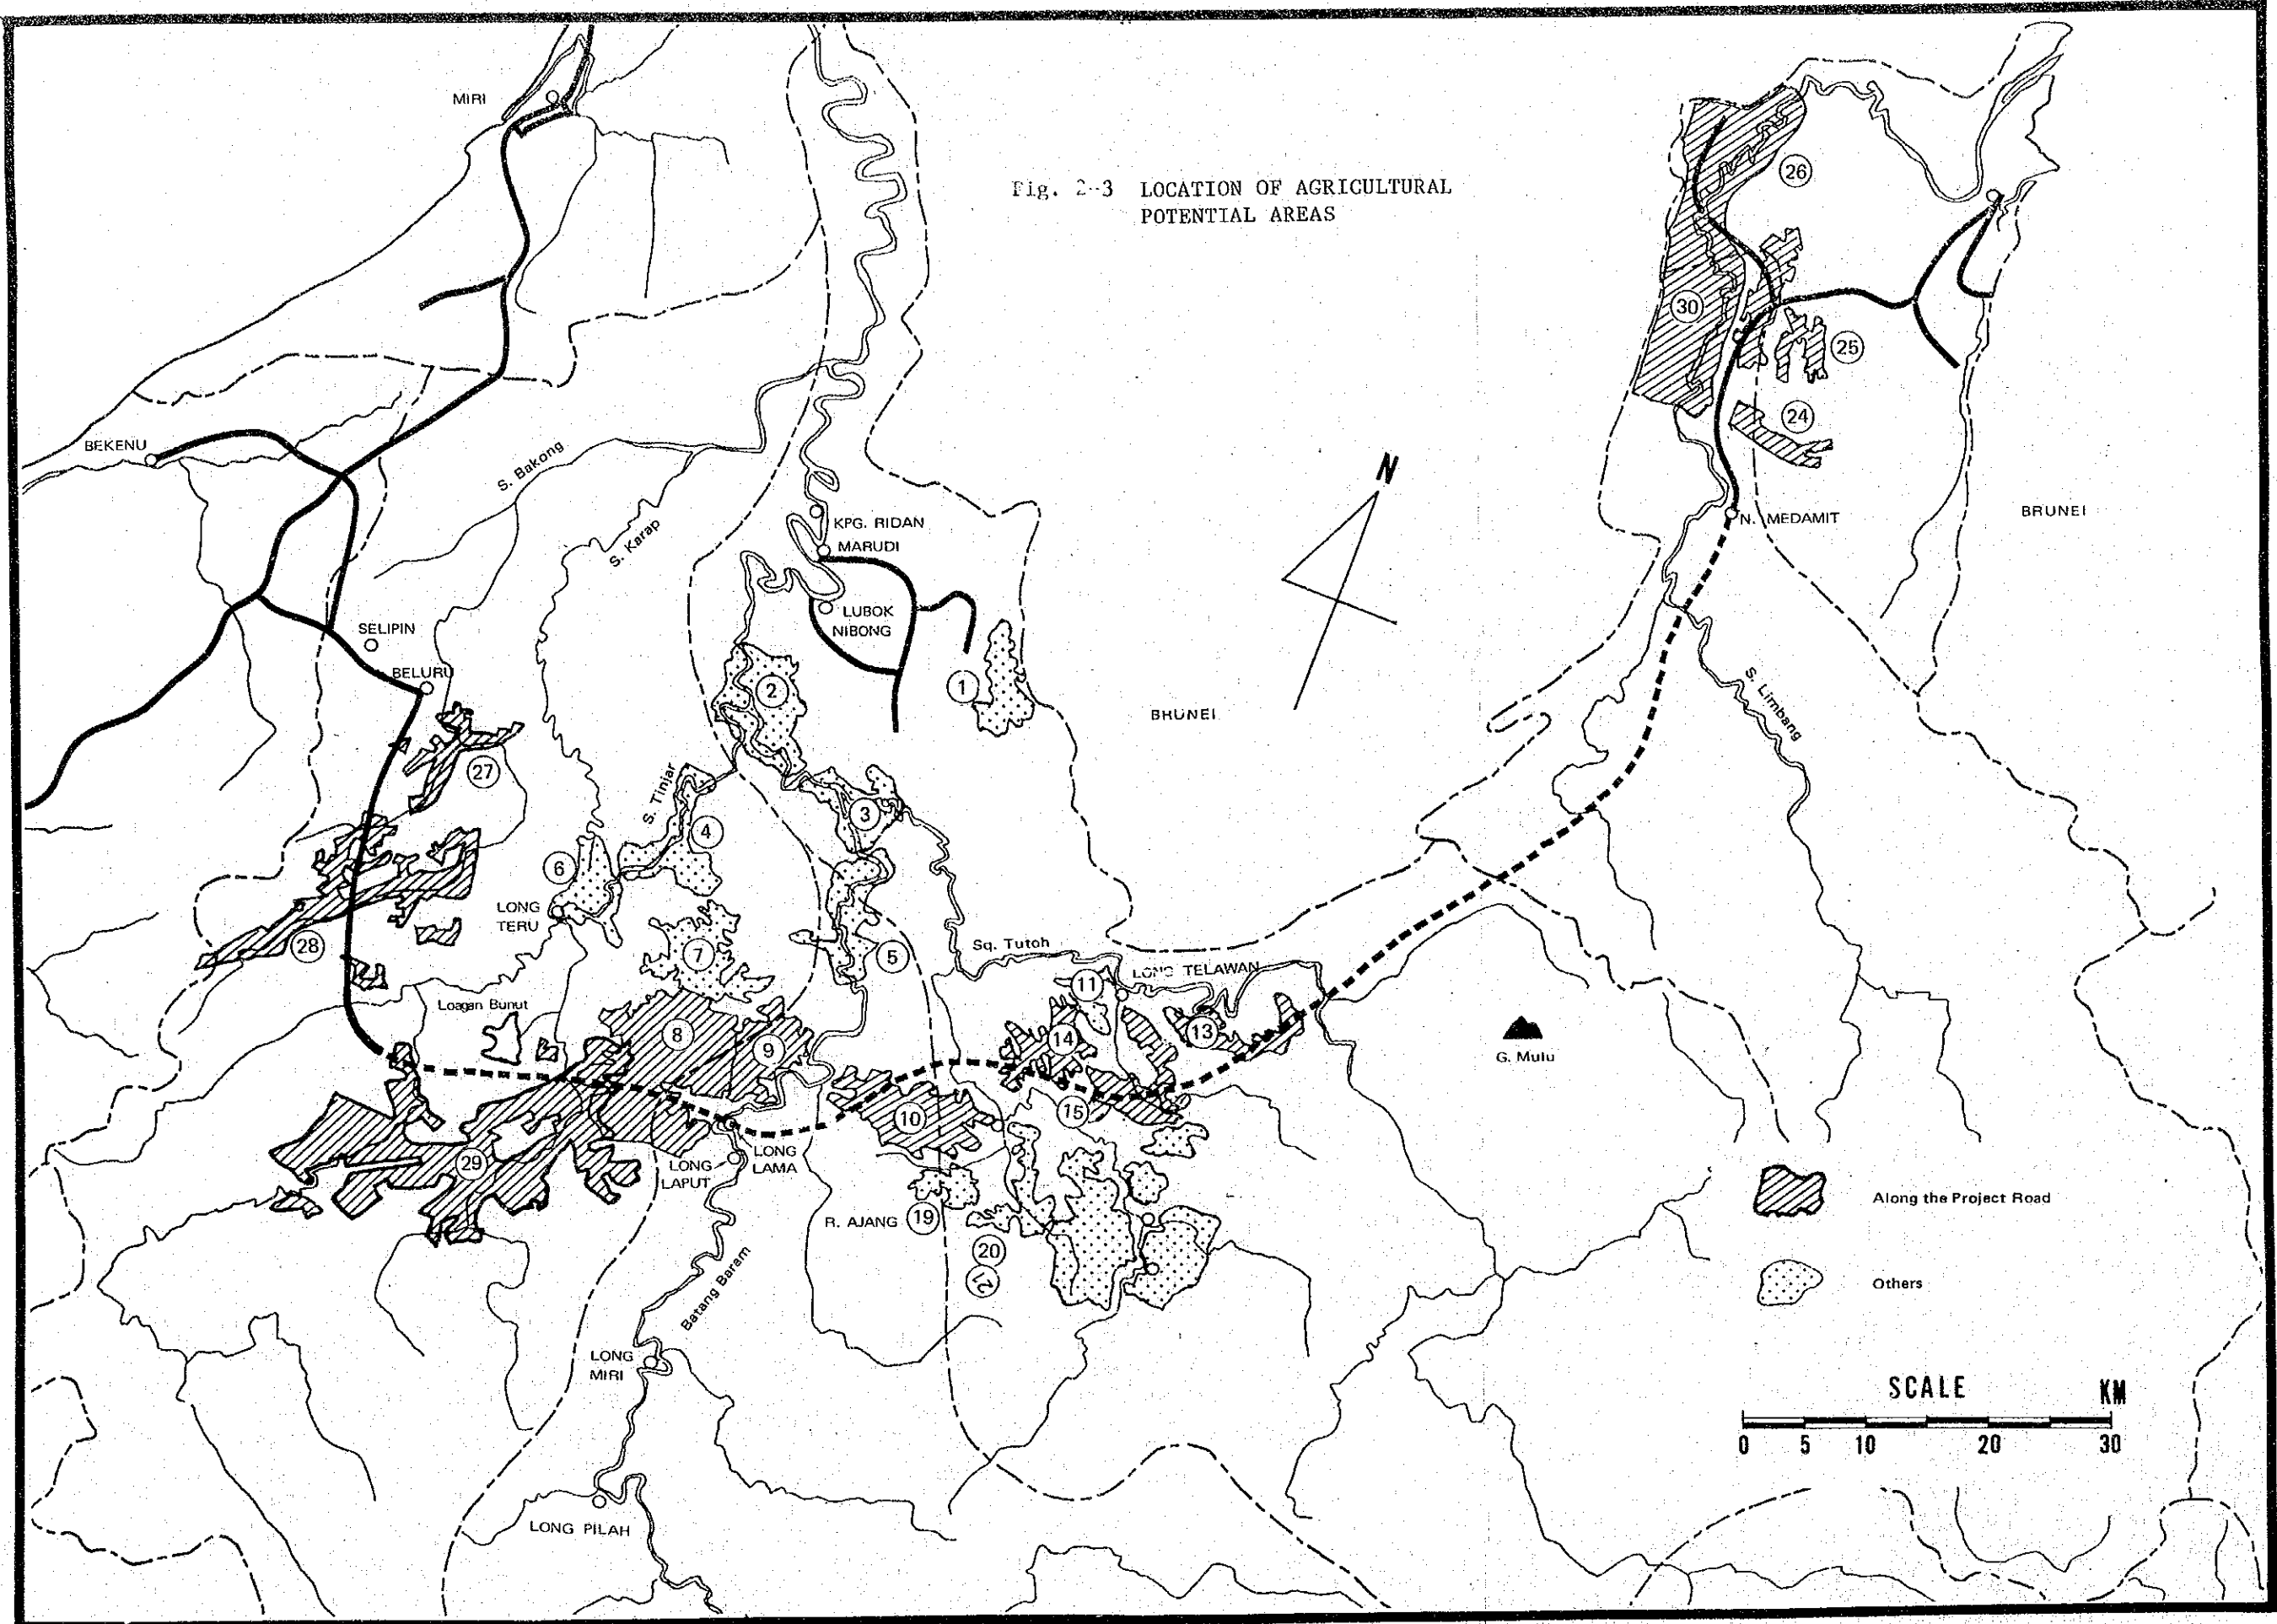 MIRI
Fig. 2-3 LOCATION OF AGRICULTURAL
POTENTIAL AREAS
26
30
25
24
BEKENU
S. Bakong
S. Karap
N
KPG. RIDAN
MARUDI
LUBOK
NIBONG
N. MEDAMIT
BRUNEI
SELIPIN
BELURU
1
2
BRUNEI
S. Limbang
27
S. Tinjar
3
4
6
LONG
TERU
28
7
5
Sq. Tutoh
LONG TELAWAN
11
Loagan Bunut
8
9
14
13
G. Mulu
10
15
29
LONG
LAMA
LONG
LAPUT
R. AJANG
19
20
21
Along the Project Road
Others
Batang Baram
LONG
MIRI
SCALE KM
0 5 10 20 30
LONG PILAH